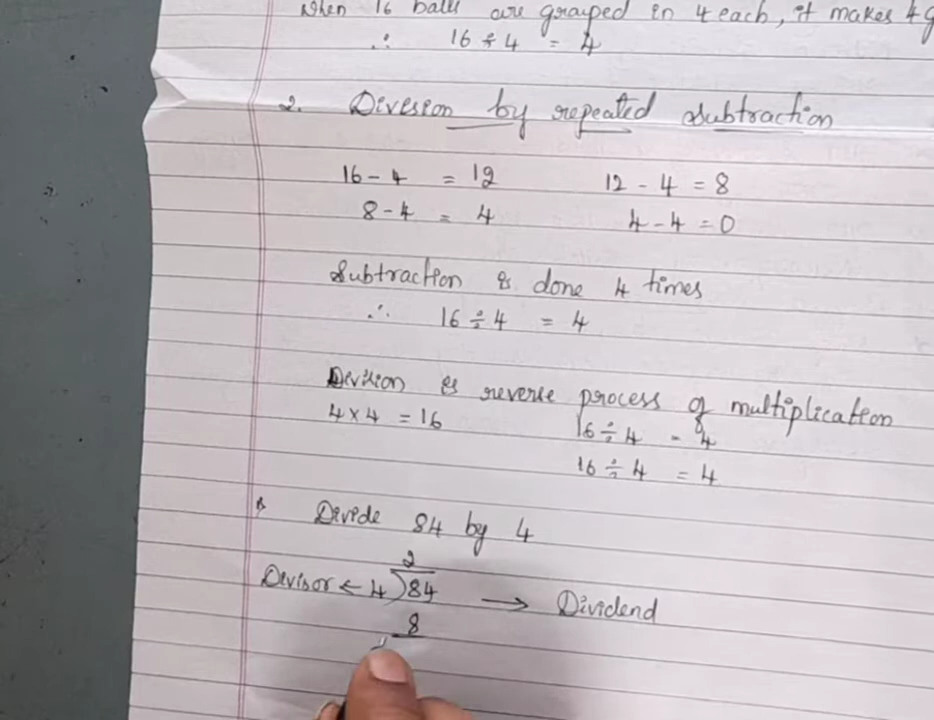 When 16 balls are grouped in 4 each, it makes 4 g
∴ 16 ÷ 4 = 4
2. Division by repeated subtraction
16 - 4 = 12 12 - 4 = 8
8 - 4 = 4 4 - 4 = 0
Subtraction is done 4 times
∴ 16 ÷ 4 = 4
Division is reverse process of multiplication
4 × 4 = 16 16 ÷ 4 = 4
16 ÷ 4 = 4
Divide 84 by 4
2
Divisor ← 4)84 → Dividend
8